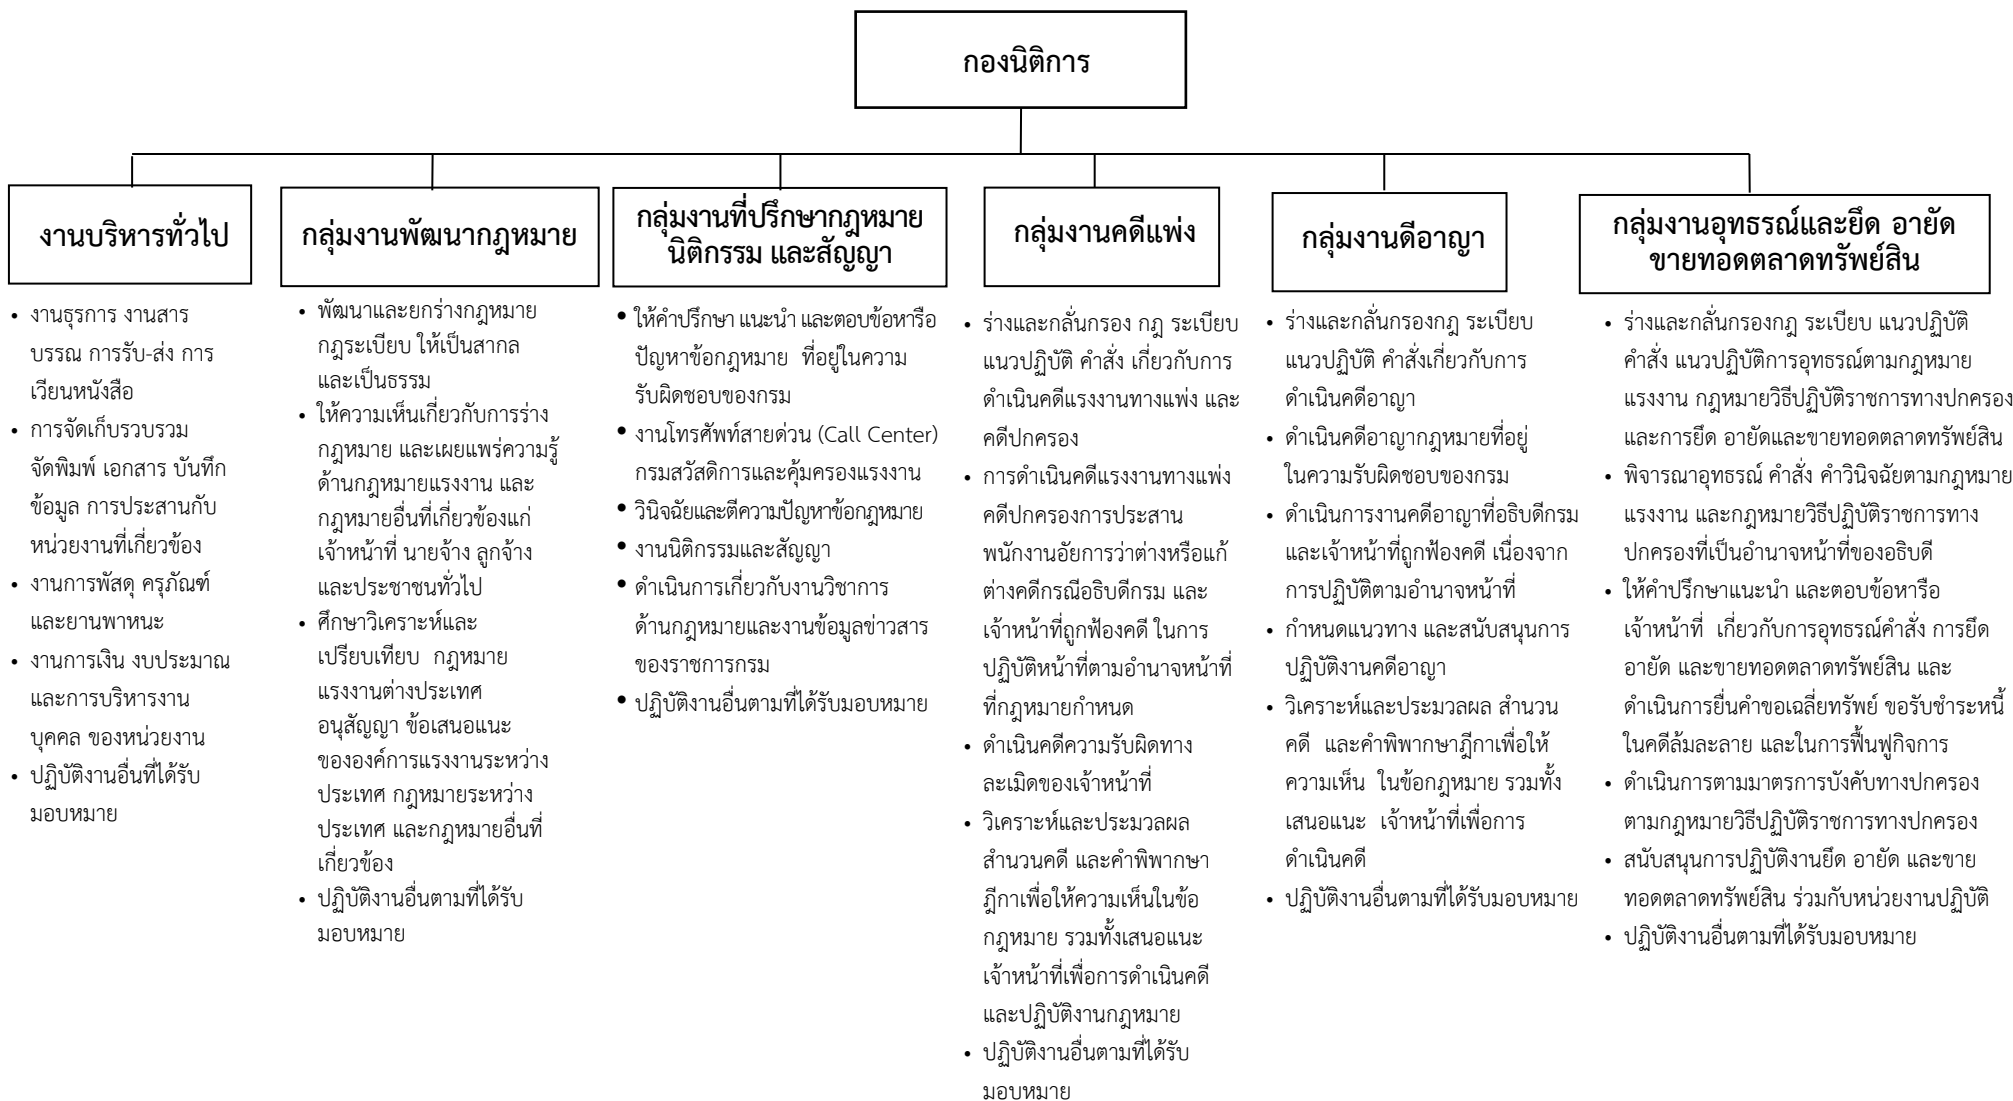 กองนิติการ
งานบริหารทั่วไป
• งานธุรการ งานสาร
บรรณ การรับ-ส่ง การ
เวียนหนังสือ
• การจัดเก็บรวบรวม
จัดพิมพ์ เอกสาร บันทึก
ข้อมูล การประสานกับ
หน่วยงานที่เกี่ยวข้อง
• งานการพัสดุ ครุภัณฑ์
และยานพาหนะ
• งานการเงิน งบประมาณ
และการบริหารงาน
บุคคล ของหน่วยงาน
• ปฏิบัติงานอื่นที่ได้รับ
มอบหมาย
กลุ่มงานพัฒนากฎหมาย
• พัฒนาและยกร่างกฎหมาย
กฎระเบียบ ให้เป็นสากล
และเป็นธรรม
• ให้ความเห็นเกี่ยวกับการร่าง
กฎหมาย และเผยแพร่ความรู้
ด้านกฎหมายแรงงาน และ
กฎหมายอื่นที่เกี่ยวข้องแก่
เจ้าหน้าที่ นายจ้าง ลูกจ้าง
และประชาชนทั่วไป
• ศึกษาวิเคราะห์และ
เปรียบเทียบ กฎหมาย
แรงงานต่างประเทศ
อนุสัญญา ข้อเสนอแนะ
ขององค์การแรงงานระหว่าง
ประเทศ กฎหมายระหว่าง
ประเทศ และกฎหมายอื่นที่
เกี่ยวข้อง
• ปฏิบัติงานอื่นตามที่ได้รับ
มอบหมาย
กลุ่มงานที่ปรึกษากฎหมาย
นิติกรรม และสัญญา
• ให้คำปรึกษา แนะนำ และตอบข้อหารือ
ปัญหาข้อกฎหมาย ที่อยู่ในความ
รับผิดชอบของกรม
• งานโทรศัพท์สายด่วน (Call Center)
กรมสวัสดิการและคุ้มครองแรงงาน
• วินิจฉัยและตีความปัญหาข้อกฎหมาย
• งานนิติกรรมและสัญญา
• ดำเนินการเกี่ยวกับงานวิชาการ
ด้านกฎหมายและงานข้อมูลข่าวสาร
ของราชการกรม
• ปฏิบัติงานอื่นตามที่ได้รับมอบหมาย
กลุ่มงานคดีแพ่ง
• ร่างและกลั่นกรอง กฎ ระเบียบ
แนวปฏิบัติ คำสั่ง เกี่ยวกับการ
ดำเนินคดีแรงงานทางแพ่ง และ
คดีปกครอง
• การดำเนินคดีแรงงานทางแพ่ง
คดีปกครองการประสาน
พนักงานอัยการว่าต่างหรือแก้
ต่างคดีกรณีอธิบดีกรม และ
เจ้าหน้าที่ถูกฟ้องคดี ในการ
ปฏิบัติหน้าที่ตามอำนาจหน้าที่
ที่กฎหมายกำหนด
• ดำเนินคดีความรับผิดทาง
ละเมิดของเจ้าหน้าที่
• วิเคราะห์และประมวลผล
สำนวนคดี และคำพิพากษา
ฎีกาเพื่อให้ความเห็นในข้อ
กฎหมาย รวมทั้งเสนอแนะ
เจ้าหน้าที่เพื่อการดำเนินคดี
และปฏิบัติงานกฎหมาย
• ปฏิบัติงานอื่นตามที่ได้รับ
มอบหมาย
กลุ่มงานดีอาญา
• ร่างและกลั่นกรองกฎ ระเบียบ
แนวปฏิบัติ คำสั่งเกี่ยวกับการ
ดำเนินคดีอาญา
• ดำเนินคดีอาญากฎหมายที่อยู่
ในความรับผิดชอบของกรม
• ดำเนินการงานคดีอาญาที่อธิบดีกรม
และเจ้าหน้าที่ถูกฟ้องคดี เนื่องจาก
การปฏิบัติตามอำนาจหน้าที่
• กำหนดแนวทาง และสนับสนุนการ
ปฏิบัติงานคดีอาญา
• วิเคราะห์และประมวลผล สำนวน
คดี และคำพิพากษาฎีกาเพื่อให้
ความเห็น ในข้อกฎหมาย รวมทั้ง
เสนอแนะ เจ้าหน้าที่เพื่อการ
ดำเนินคดี
• ปฏิบัติงานอื่นตามที่ได้รับมอบหมาย
กลุ่มงานอุทธรณ์และยึด อายัด
ขายทอดตลาดทรัพย์สิน
• ร่างและกลั่นกรองกฎ ระเบียบ แนวปฏิบัติ
คำสั่ง แนวปฏิบัติการอุทธรณ์ตามกฎหมาย
แรงงาน กฎหมายวิธีปฏิบัติราชการทางปกครอง
และการยึด อายัดและขายทอดตลาดทรัพย์สิน
• พิจารณาอุทธรณ์ คำสั่ง คำวินิจฉัยตามกฎหมาย
แรงงาน และกฎหมายวิธีปฏิบัติราชการทาง
ปกครองที่เป็นอำนาจหน้าที่ของอธิบดี
• ให้คำปรึกษาแนะนำ และตอบข้อหารือ
เจ้าหน้าที่ เกี่ยวกับการอุทธรณ์คำสั่ง การยึด
อายัด และขายทอดตลาดทรัพย์สิน และ
ดำเนินการยื่นคำขอเฉลี่ยทรัพย์ ขอรับชำระหนี้
ในคดีล้มละลาย และในการฟื้นฟูกิจการ
• ดำเนินการตามมาตรการบังคับทางปกครอง
ตามกฎหมายวิธีปฏิบัติราชการทางปกครอง
• สนับสนุนการปฏิบัติงานยึด อายัด และขาย
ทอดตลาดทรัพย์สิน ร่วมกับหน่วยงานปฏิบัติ
• ปฏิบัติงานอื่นตามที่ได้รับมอบหมาย